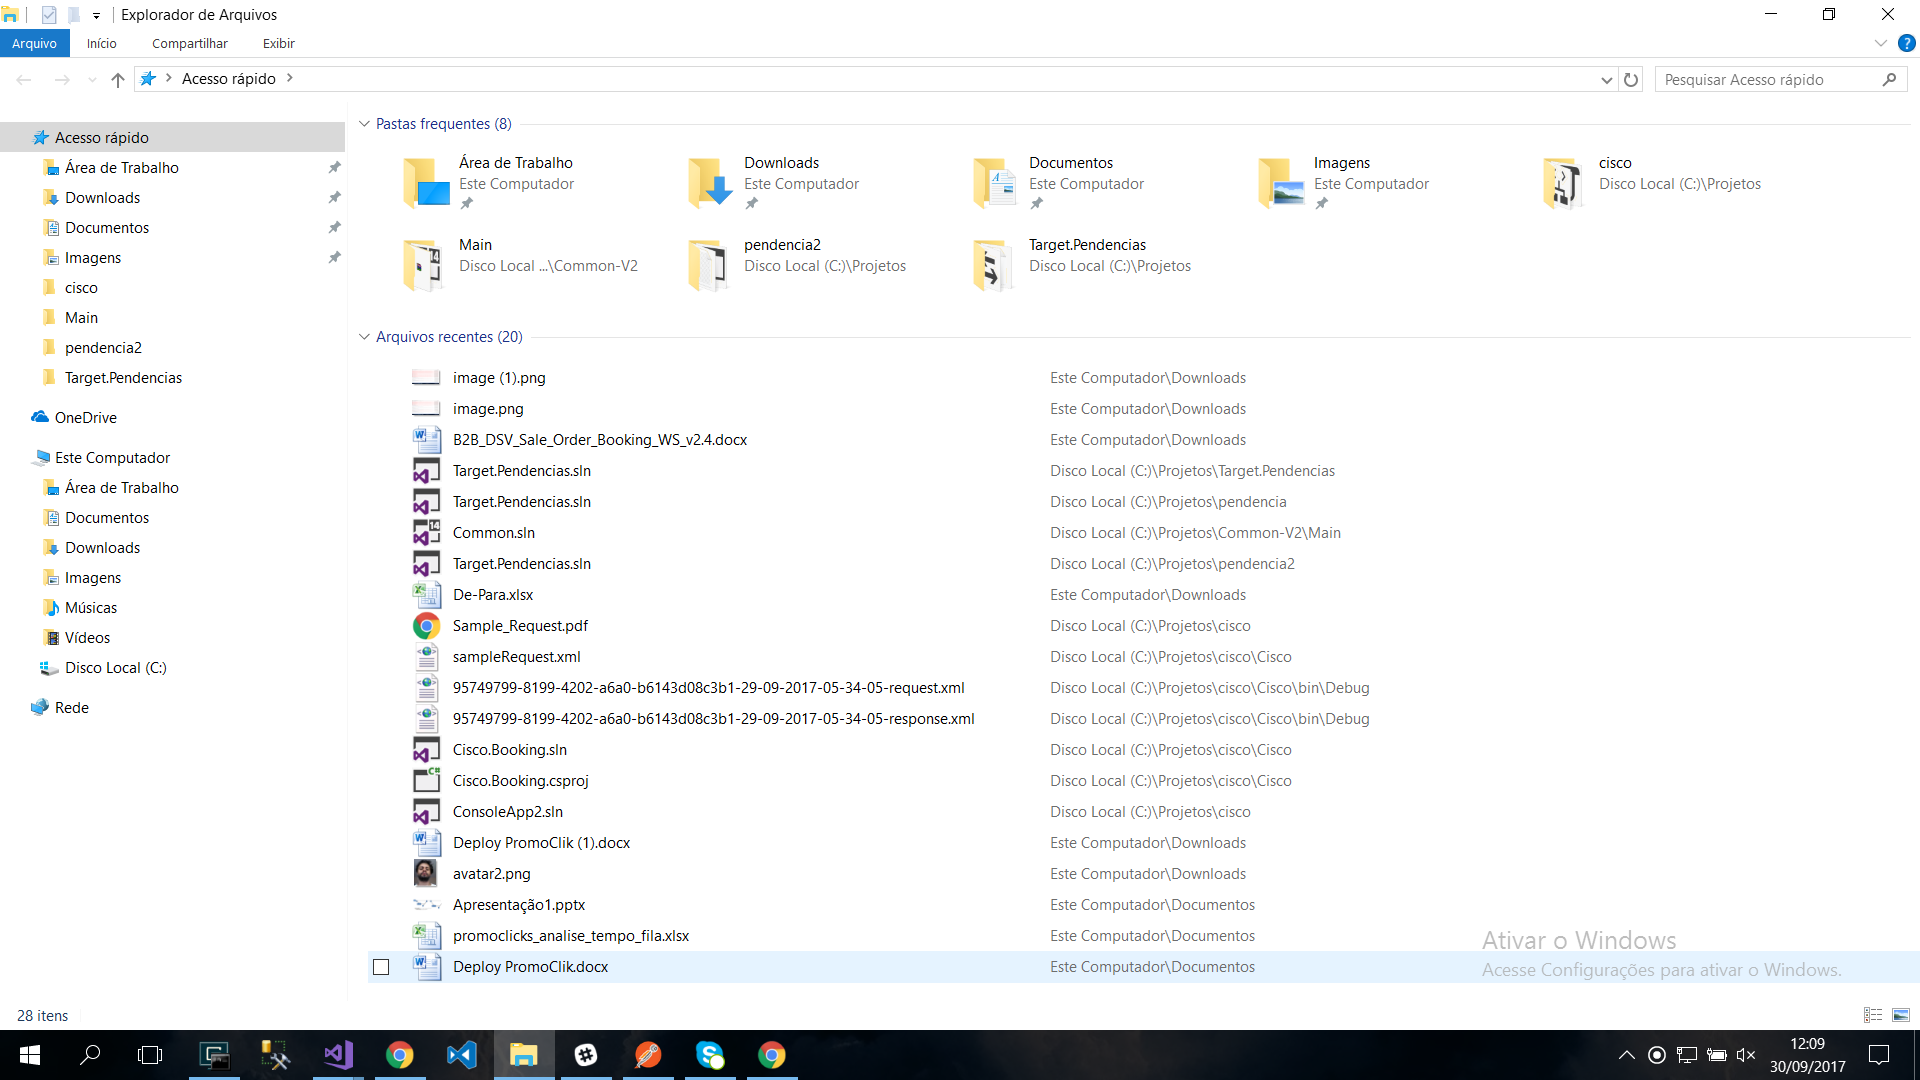 Explorador de Arquivos
Arquivo Início Compartilhar Exibir
Acesso rápido
Pesquisar Acesso rápido
Acesso rápido
Área de Trabalho
Downloads
Documentos
Imagens
cisco
Main
pendencia2
Target.Pendencias
OneDrive
Este Computador
Área de Trabalho
Documentos
Downloads
Imagens
Músicas
Vídeos
Disco Local (C:)
Rede
Pastas frequentes (8)
Área de Trabalho
Este Computador
Downloads
Este Computador
Documentos
Este Computador
Imagens
Este Computador
cisco
Disco Local (C:)\Projetos
Main
Disco Local ...\Common-V2
pendencia2
Disco Local (C:)\Projetos
Target.Pendencias
Disco Local (C:)\Projetos
Arquivos recentes (20)
image (1).png Este Computador\Downloads
image.png Este Computador\Downloads
B2B_DSV_Sale_Order_Booking_WS_v2.4.docx Este Computador\Downloads
Target.Pendencias.sln Disco Local (C:)\Projetos\Target.Pendencias
Target.Pendencias.sln Disco Local (C:)\Projetos\pendencia
Common.sln Disco Local (C:)\Projetos\Common-V2\Main
Target.Pendencias.sln Disco Local (C:)\Projetos\pendencia2
De-Para.xlsx Este Computador\Downloads
Sample_Request.pdf Disco Local (C:)\Projetos\cisco
sampleRequest.xml Disco Local (C:)\Projetos\cisco\Cisco
95749799-8199-4202-a6a0-b6143d08c3b1-29-09-2017-05-34-05-request.xml Disco Local (C:)\Projetos\cisco\Cisco\bin\Debug
95749799-8199-4202-a6a0-b6143d08c3b1-29-09-2017-05-34-05-response.xml Disco Local (C:)\Projetos\cisco\Cisco\bin\Debug
Cisco.Booking.sln Disco Local (C:)\Projetos\cisco\Cisco
Cisco.Booking.csproj Disco Local (C:)\Projetos\cisco\Cisco
ConsoleApp2.sln Disco Local (C:)\Projetos\cisco
Deploy PromoClik (1).docx Este Computador\Downloads
avatar2.png Este Computador\Downloads
Apresentação1.pptx Este Computador\Documentos
promoclicks_analise_tempo_fila.xlsx Este Computador\Documentos
Deploy PromoClik.docx Este Computador\Documentos
Ativar o Windows
Acesse Configurações para ativar o Windows.
28 itens
12:09
30/09/2017